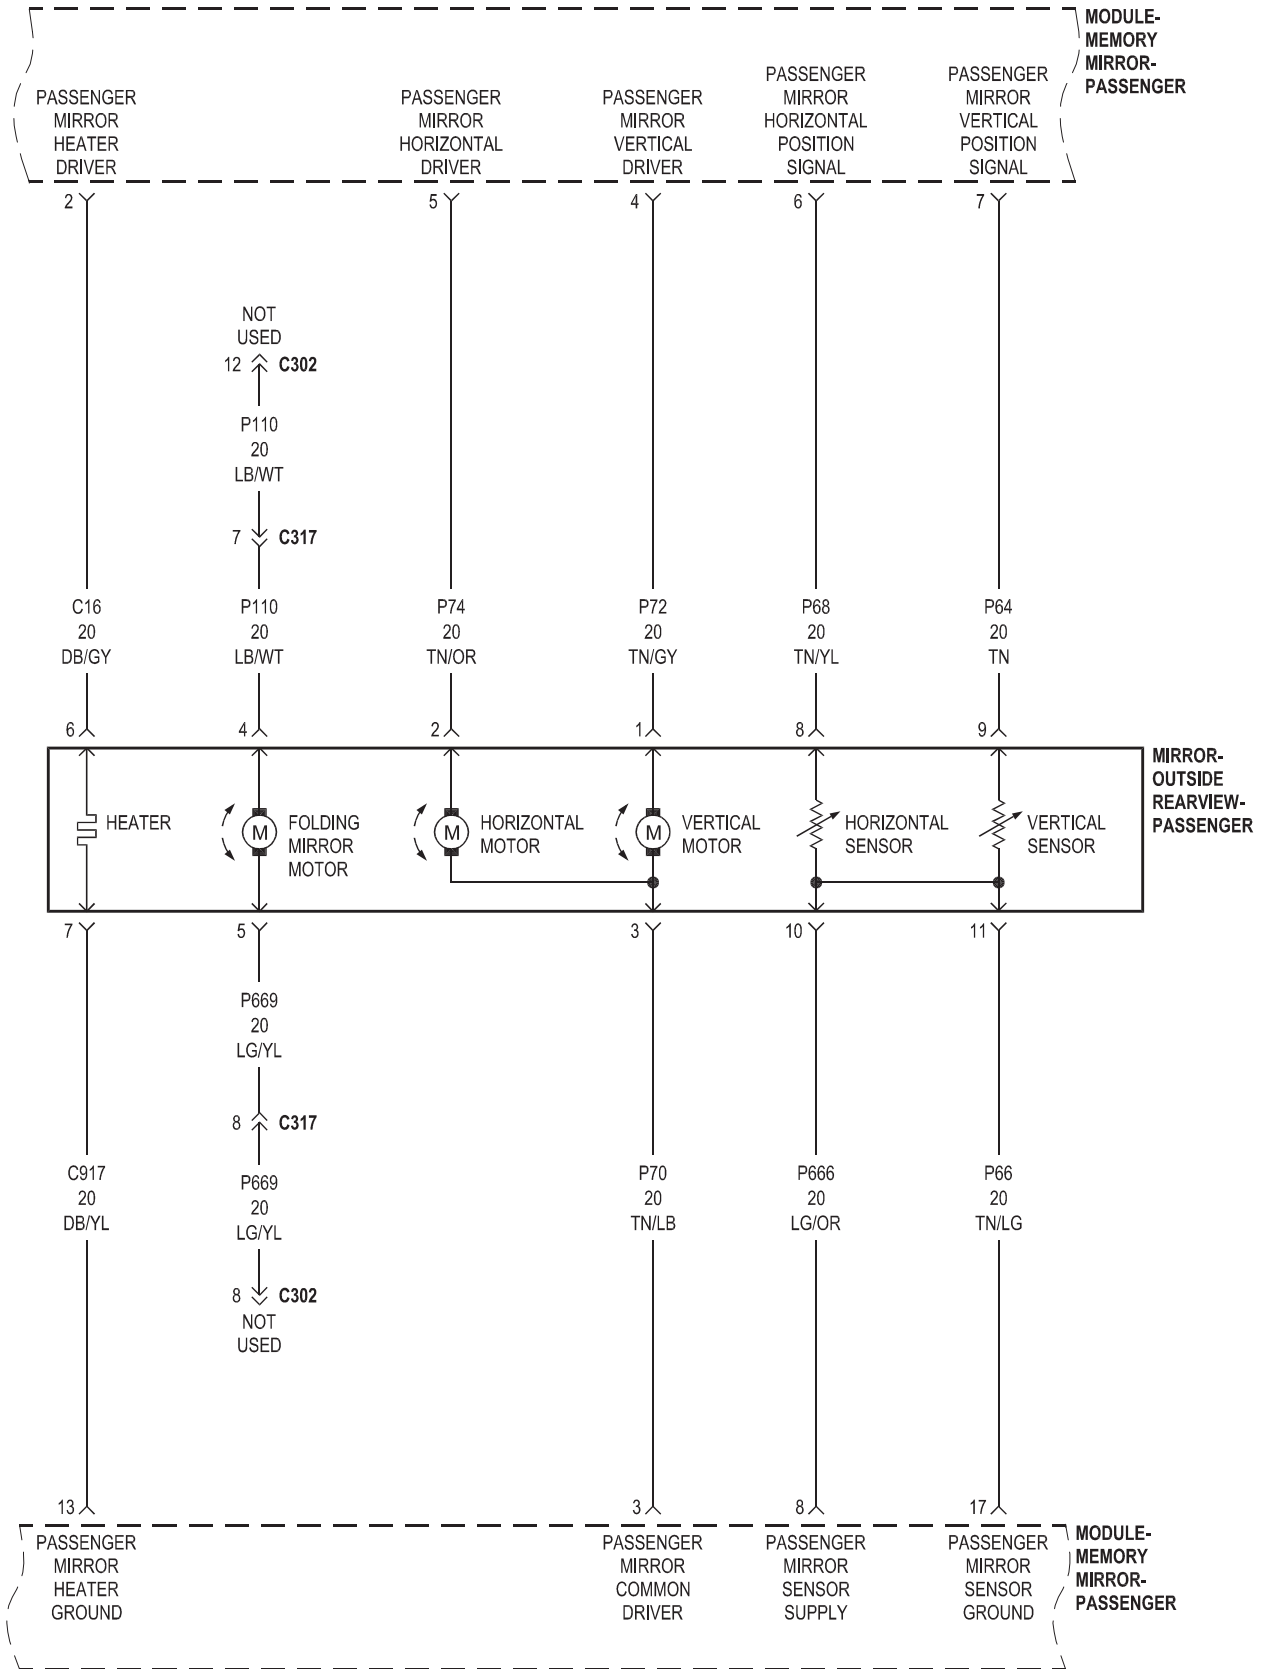 MODULE-
MEMORY
MIRROR-
PASSENGER
PASSENGER
MIRROR
HEATER
DRIVER
PASSENGER
MIRROR
HORIZONTAL
DRIVER
PASSENGER
MIRROR
VERTICAL
DRIVER
PASSENGER
MIRROR
HORIZONTAL
POSITION
SIGNAL
PASSENGER
MIRROR
VERTICAL
POSITION
SIGNAL
2
5
4
6
7
NOT
USED
12 C302
P110
20
LB/WT
7 C317
C16
20
DB/GY
P110
20
LB/WT
P74
20
TN/OR
P72
20
TN/GY
P68
20
TN/YL
P64
20
TN
6
4
2
1
8
9
MIRROR-
OUTSIDE
REARVIEW-
PASSENGER
HEATER
M
FOLDING
MIRROR
MOTOR
M
HORIZONTAL
MOTOR
M
VERTICAL
MOTOR
HORIZONTAL
SENSOR
VERTICAL
SENSOR
7
5
3
10
11
P669
20
LG/YL
8 C317
C917
20
DB/YL
P669
20
LG/YL
P70
20
TN/LB
P666
20
LG/OR
P66
20
TN/LG
8 C302
NOT
USED
13
3
8
17
PASSENGER
MIRROR
HEATER
GROUND
PASSENGER
MIRROR
COMMON
DRIVER
PASSENGER
MIRROR
SENSOR
SUPPLY
PASSENGER
MIRROR
SENSOR
GROUND
MODULE-
MEMORY
MIRROR-
PASSENGER